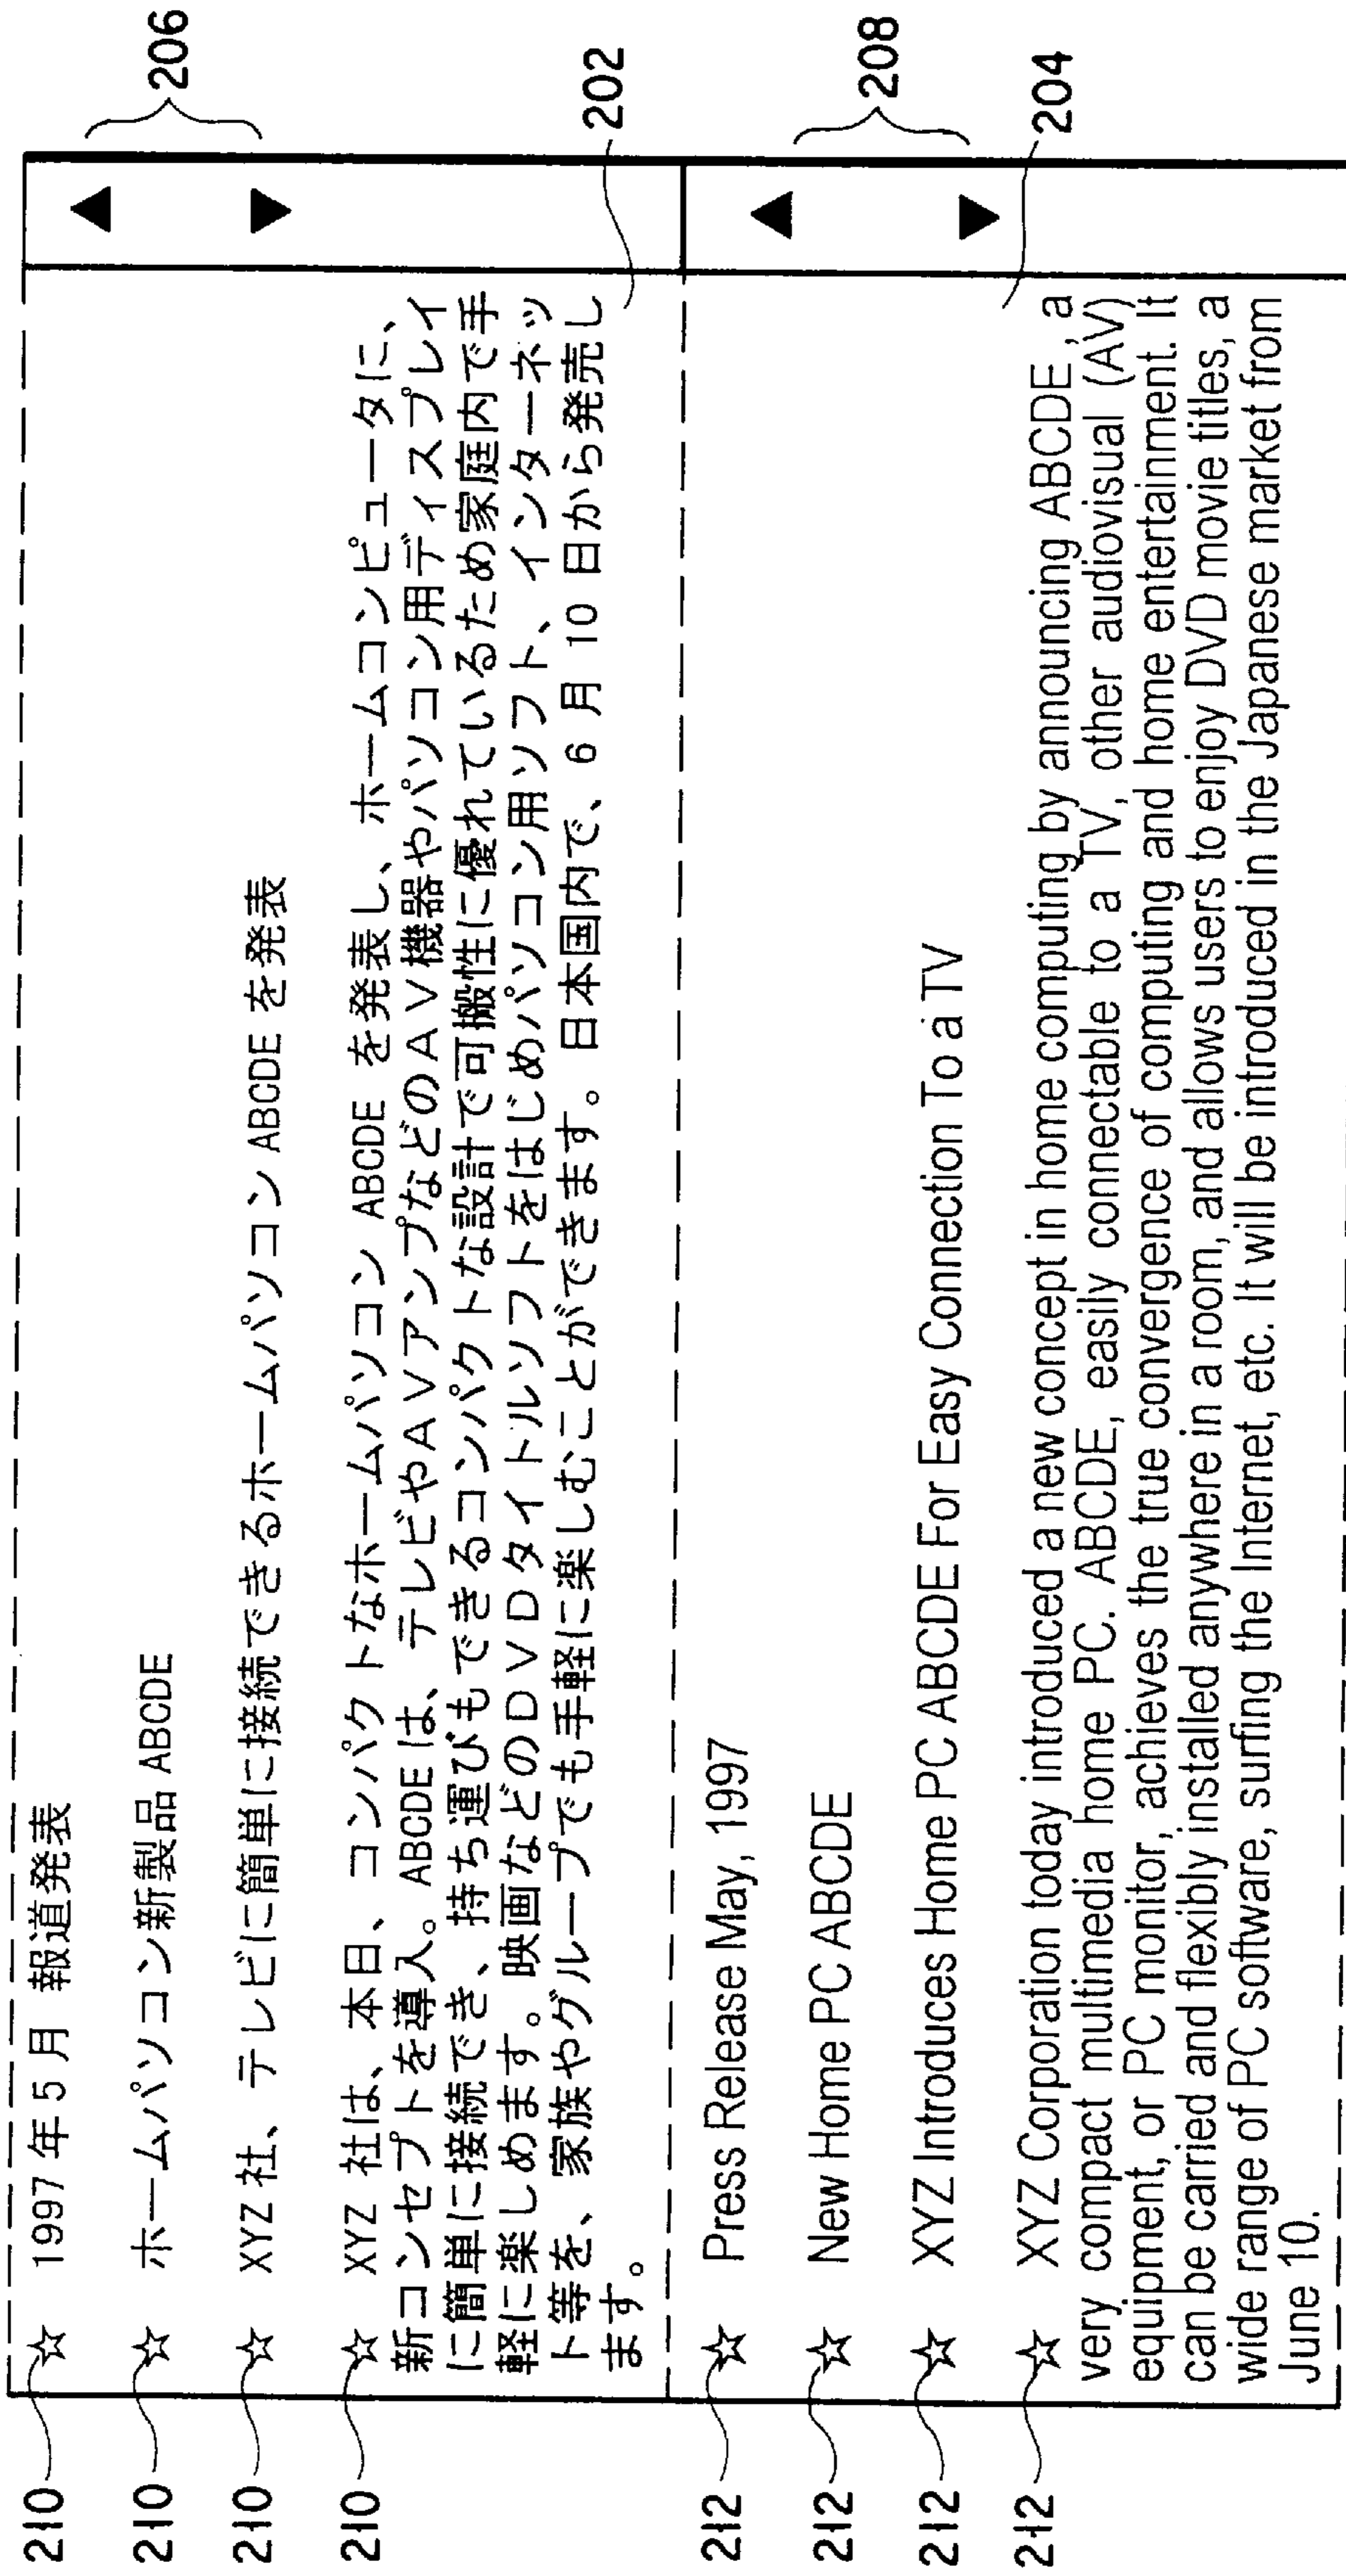 210 ☆ 1997 年 5 月 報道発表
210 ☆ ホームパソコン新製品 ABCDE
210 ☆ XYZ 社、テレビに簡単に接続できるホームパソコン ABCDE を発表
206
210 ☆ XYZ 社は、本日、コンパクトなホームパソコン ABCDE を発表し、ホームコンピュータに、
新コンセプトを導入。ABCDE は、テレビやＡＶアンプなどのＡＶ機器やパソコン用ディスプレイ
に簡単に接続でき、持ち運びもできるコンパクトな設計で可搬性に優れているため家庭内で手
軽に楽しめます。映画などのＤＶＤタイトルソフトをはじめパソコン用ソフト、インターネッ
ト等を、家族やグループでも手軽に楽しむことができます。日本国内で、6 月 10 日から発売し
ます。
202
212 ☆ Press Release May, 1997
212 ☆ New Home PC ABCDE
208
212 ☆ XYZ Introduces Home PC ABCDE For Easy Connection To a TV
204
212 ☆ XYZ Corporation today introduced a new concept in home computing by announcing ABCDE , a
very compact multimedia home PC. ABCDE, easily connectable to a TV, other audiovisual (AV)
equipment, or PC monitor, achieves the true convergence of computing and home entertainment. It
can be carried and flexibly installed anywhere in a room, and allows users to enjoy DVD movie titles, a
wide range of PC software, surfing the Internet, etc. It will be introduced in the Japanese market from
June 10.